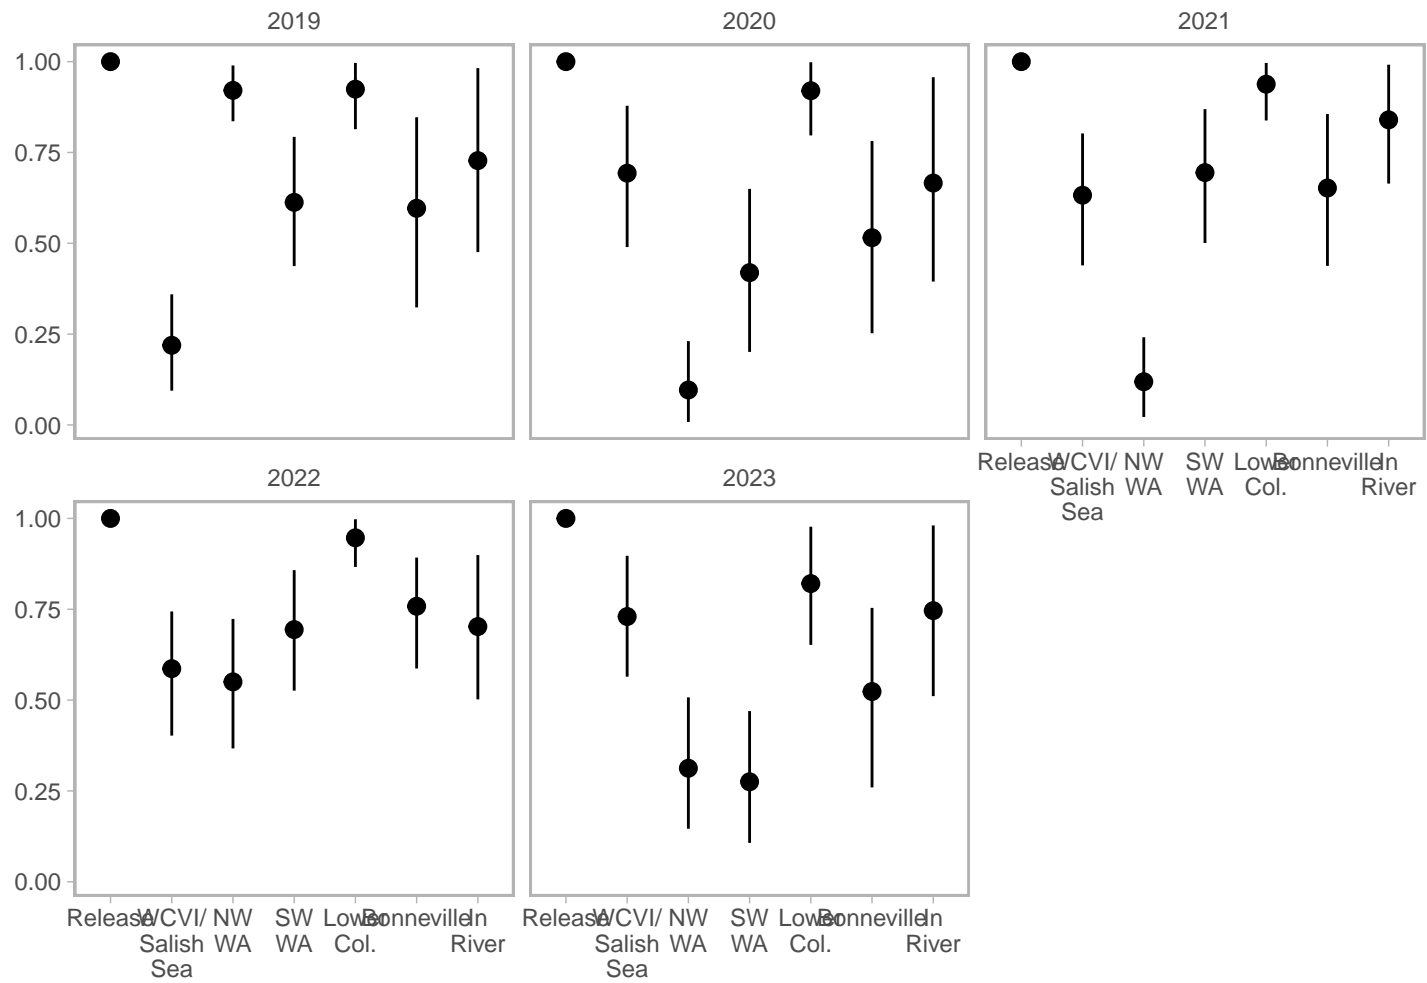 2019
2020
2021
1.00
0.75
0.50
0.25
0.00
Release WCVI/ NW SW Lower Bonneville In
Salish WA WA Col. River
Sea
2022
2023
1.00
0.75
0.50
0.25
0.00
Release WCVI/ NW SW Lower Bonneville In
Salish WA WA Col. River
Sea
Release WCVI/ NW SW Lower Bonneville In
Salish WA WA Col. River
Sea